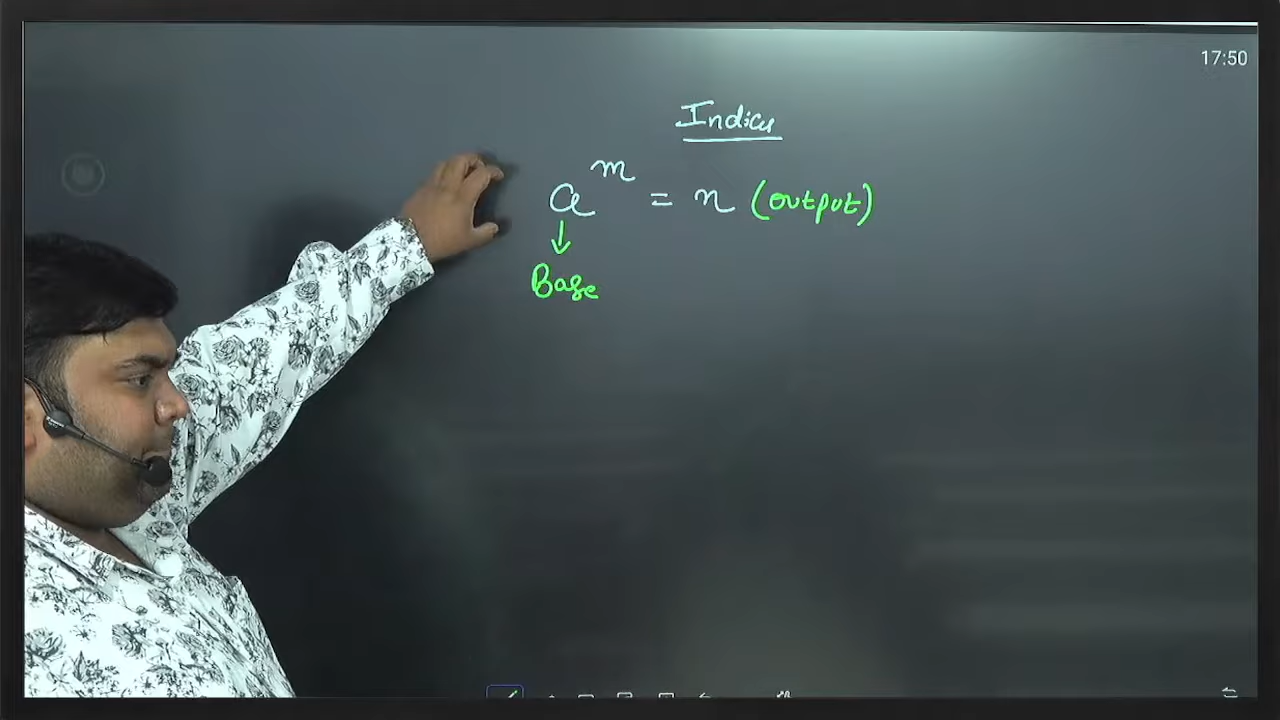 17:50
Indices
a^m = n (output)
↓
Base